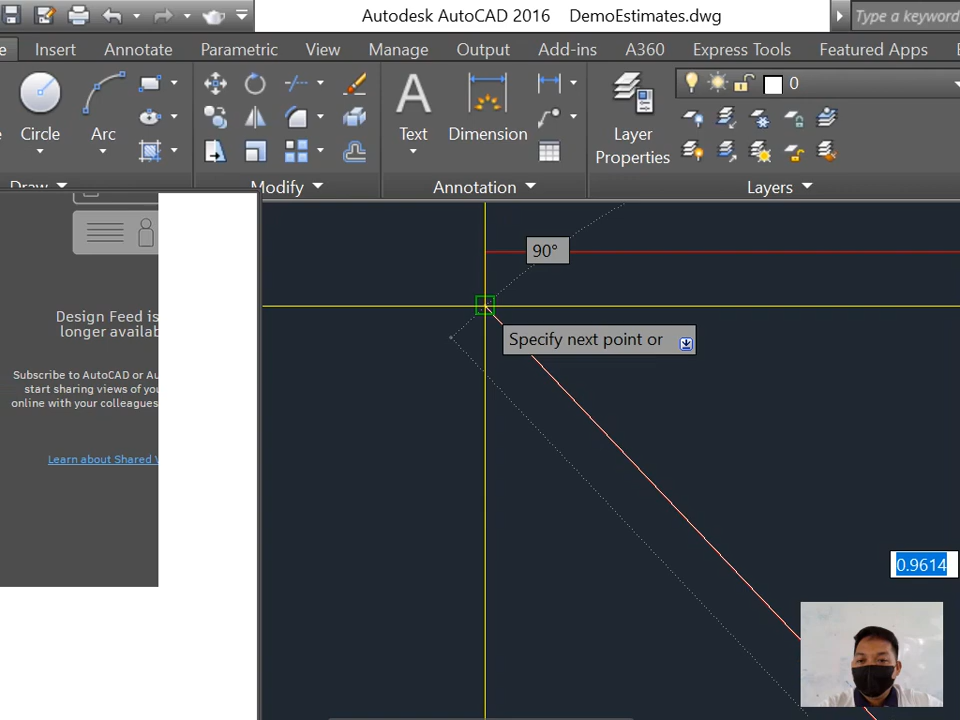 Autodesk AutoCAD 2016 DemoEstimates.dwg
Type a keyword
Insert Annotate Parametric View Manage Output Add-ins A360 Express Tools Featured Apps
0
Circle Arc Text Dimension Layer
Properties
Draw Modify Annotation Layers
90°
Design Feed is
longer availab
Specify next point or
Subscribe to AutoCAD or Au
start sharing views of you
online with your colleagues
Learn about Shared V
0.9614